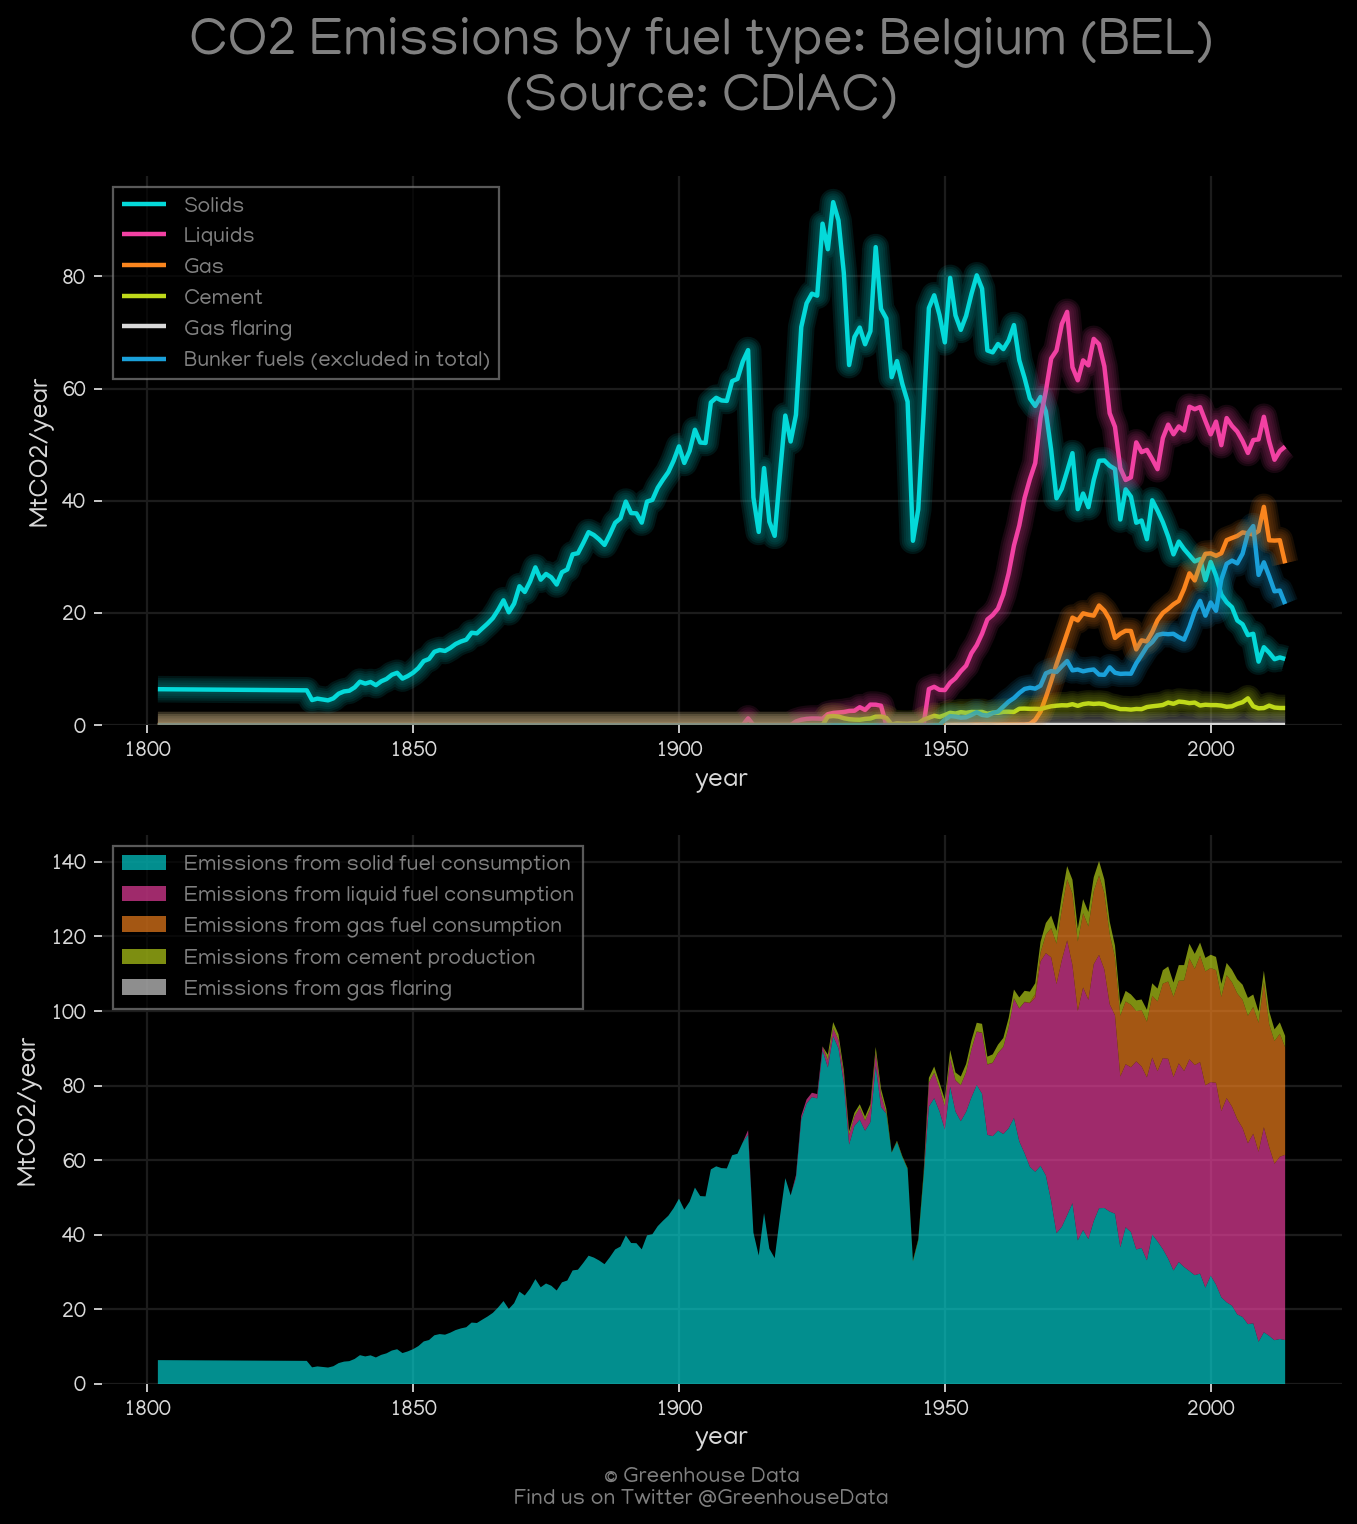 CO2 Emissions by fuel type: Belgium (BEL)
(Source: CDIAC)
Solids
Liquids
Gas
Cement
Gas flaring
Bunker fuels (excluded in total)
MtCO2/year
80
60
40
20
0
1800 1850 1900 1950 2000
year
Emissions from solid fuel consumption
Emissions from liquid fuel consumption
Emissions from gas fuel consumption
Emissions from cement production
Emissions from gas flaring
MtCO2/year
140
120
100
80
60
40
20
0
1800 1850 1900 1950 2000
year
© Greenhouse Data
Find us on Twitter @GreenhouseData